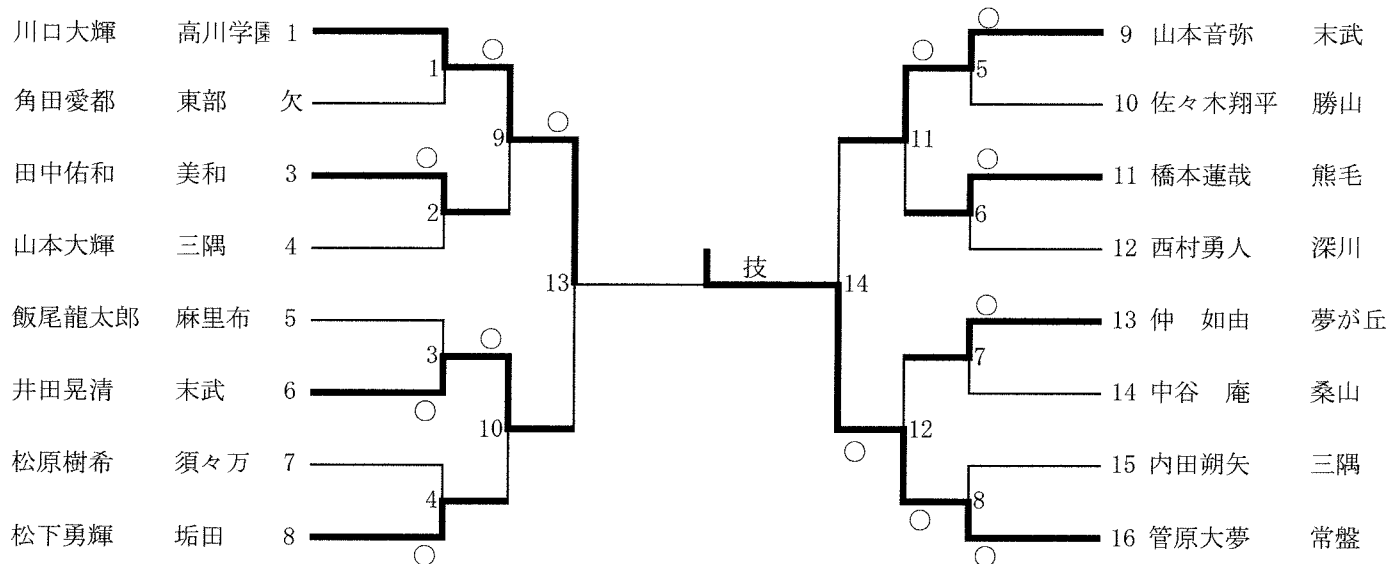 川口大輝 高川学園 1
角田愛都 東部 欠
田中佑和 美和 3
山本大輝 三隅 4
飯尾龍太郎 麻里布 5
井田晃清 末武 6
松原樹希 須々万 7
松下勇輝 垢田 8
1
2
3
4
9
10
13
技
14
11
12
5
6
7
8
9 山本音弥 末武
10 佐々木翔平 勝山
11 橋本蓮哉 熊毛
12 西村勇人 深川
13 仲 如由 夢が丘
14 中谷 庵 桑山
15 内田朔矢 三隅
16 管原大夢 常盤